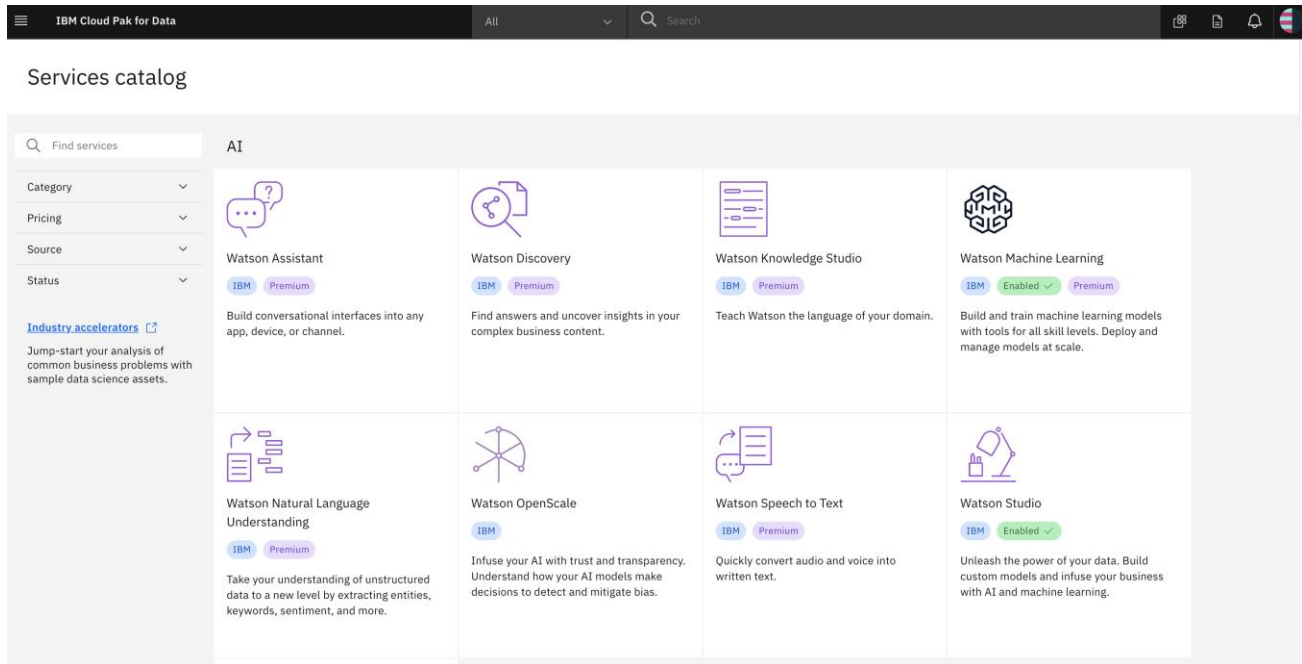 IBM Cloud Pak for Data
All
Search
Services catalog
Find services
Category
Pricing
Source
Status
Industry accelerators
Jump-start your analysis of
common business problems with
sample data science assets.
AI
?
Watson Assistant
IBM Premium
Build conversational interfaces into any
app, device, or channel.
Watson Discovery
IBM Premium
Find answers and uncover insights in your
complex business content.
Watson Knowledge Studio
IBM Premium
Teach Watson the language of your domain.
Watson Machine Learning
IBM Enabled Premium
Build and train machine learning models
with tools for all skill levels. Deploy and
manage models at scale.
Watson Natural Language
Understanding
IBM Premium
Take your understanding of unstructured
data to a new level by extracting entities,
keywords, sentiment, and more.
Watson OpenScale
IBM
Infuse your AI with trust and transparency.
Understand how your AI models make
decisions to detect and mitigate bias.
Watson Speech to Text
IBM Premium
Quickly convert audio and voice into
written text.
Watson Studio
IBM Enabled
Unleash the power of your data. Build
custom models and infuse your business
with AI and machine learning.